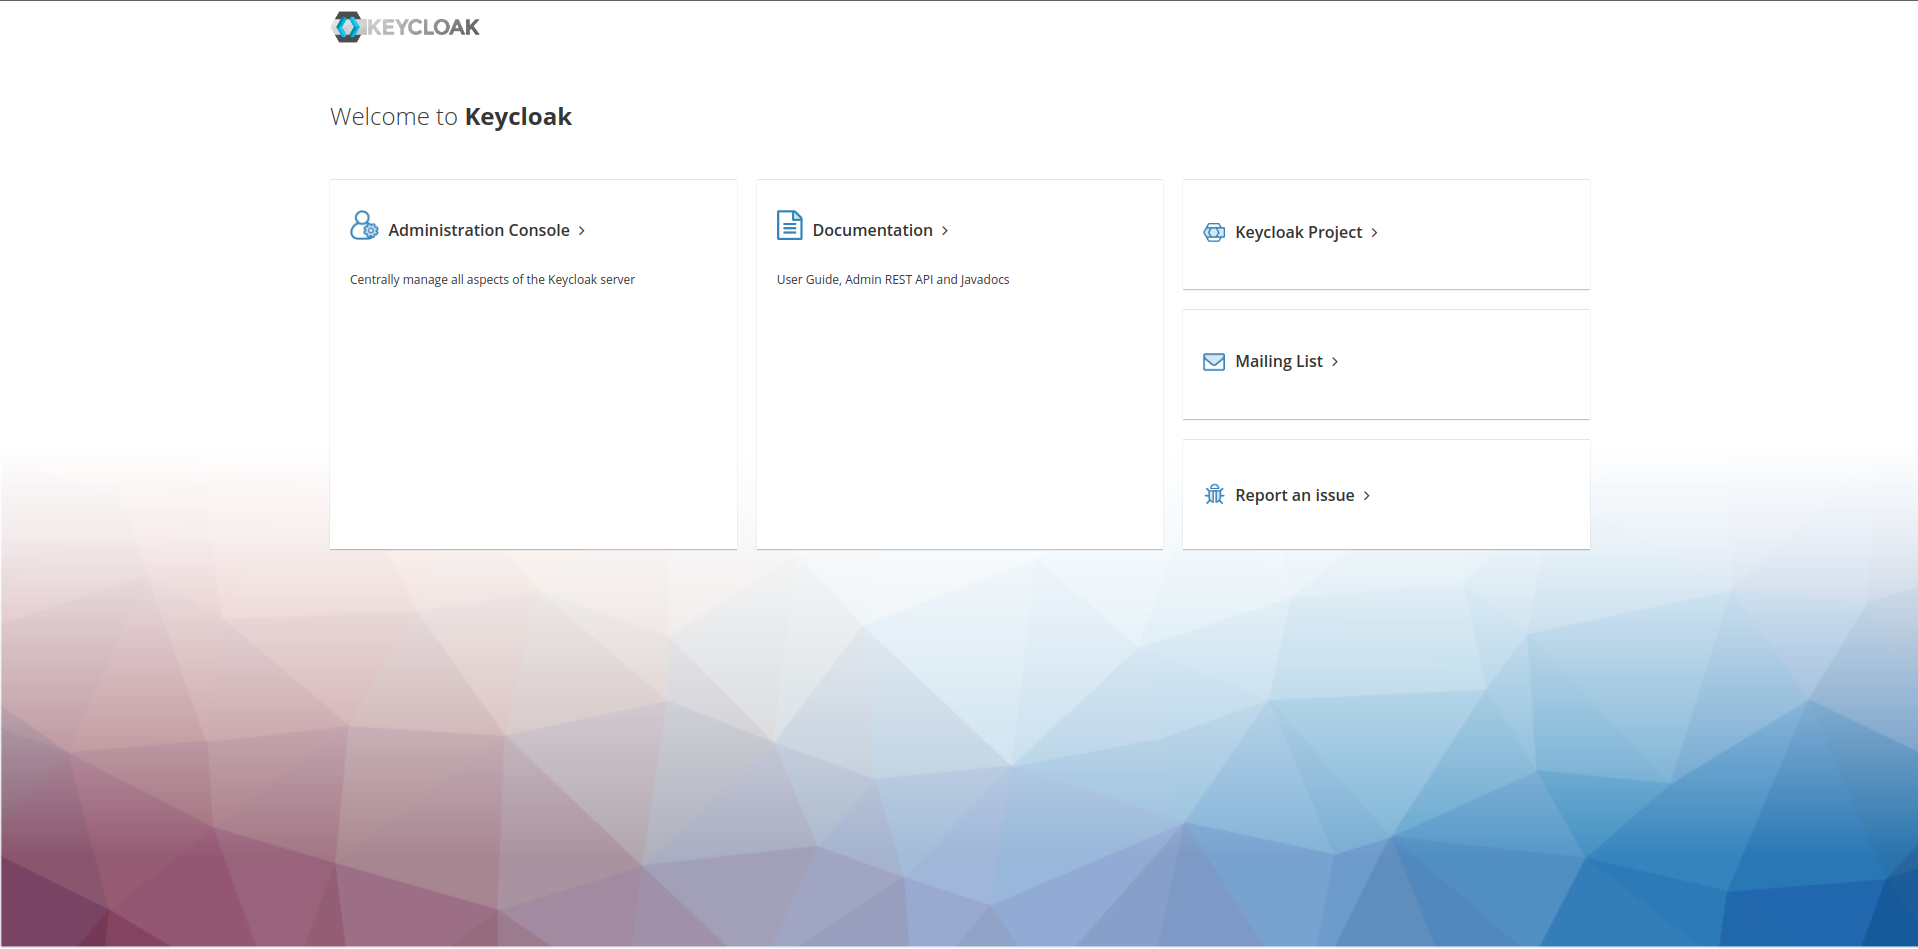 KEYCLOAK
Welcome to Keycloak
Administration Console
Centrally manage all aspects of the Keycloak server
Documentation
User Guide, Admin REST API and Javadocs
Keycloak Project
Mailing List
Report an issue